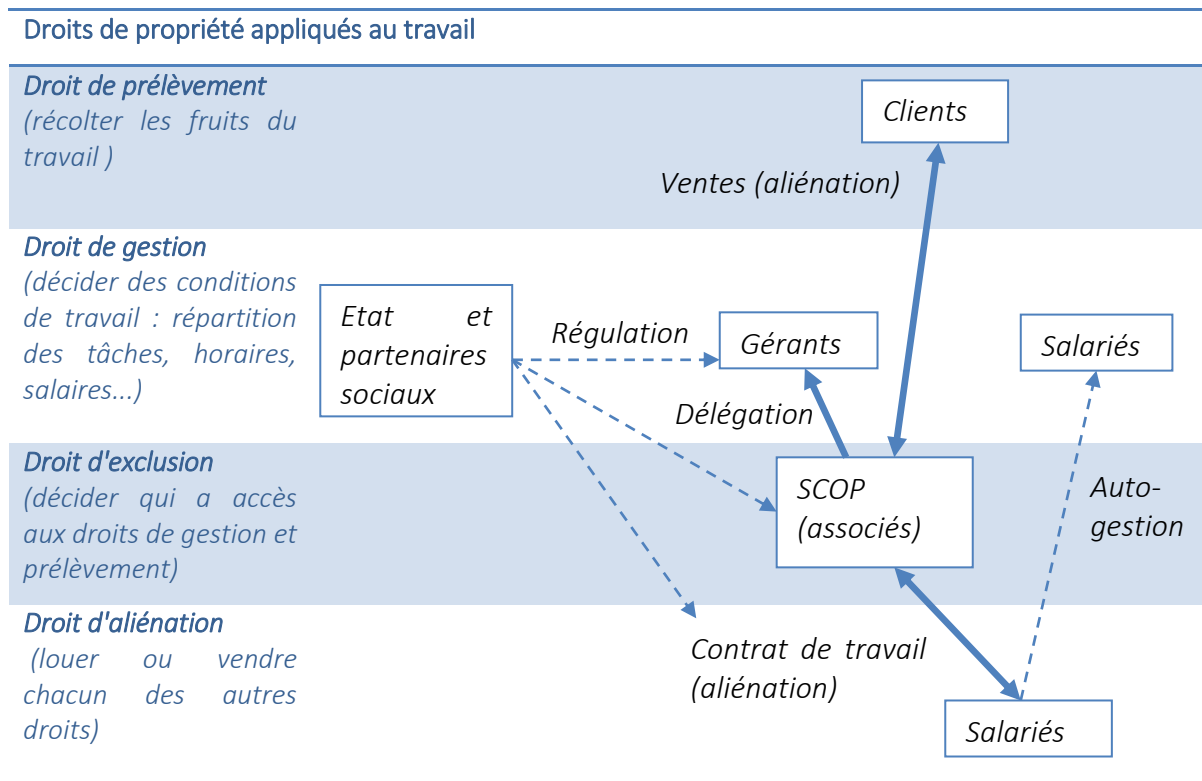 Droits de propriété appliqués au travail
Droit de prélèvement
(récolter les fruits du
travail )
Clients
Ventes (aliénation)
Droit de gestion
(décider des conditions
de travail : répartition
des tâches, horaires,
salaires...)
Etat et
partenaires
sociaux
Régulation
Gérants
Salariés
Délégation
Droit d'exclusion
(décider qui a accès
aux droits de gestion et
prélèvement)
SCOP
(associés)
Auto-
gestion
Droit d'aliénation
(louer ou vendre
chacun des autres
droits)
Contrat de travail
(aliénation)
Salariés